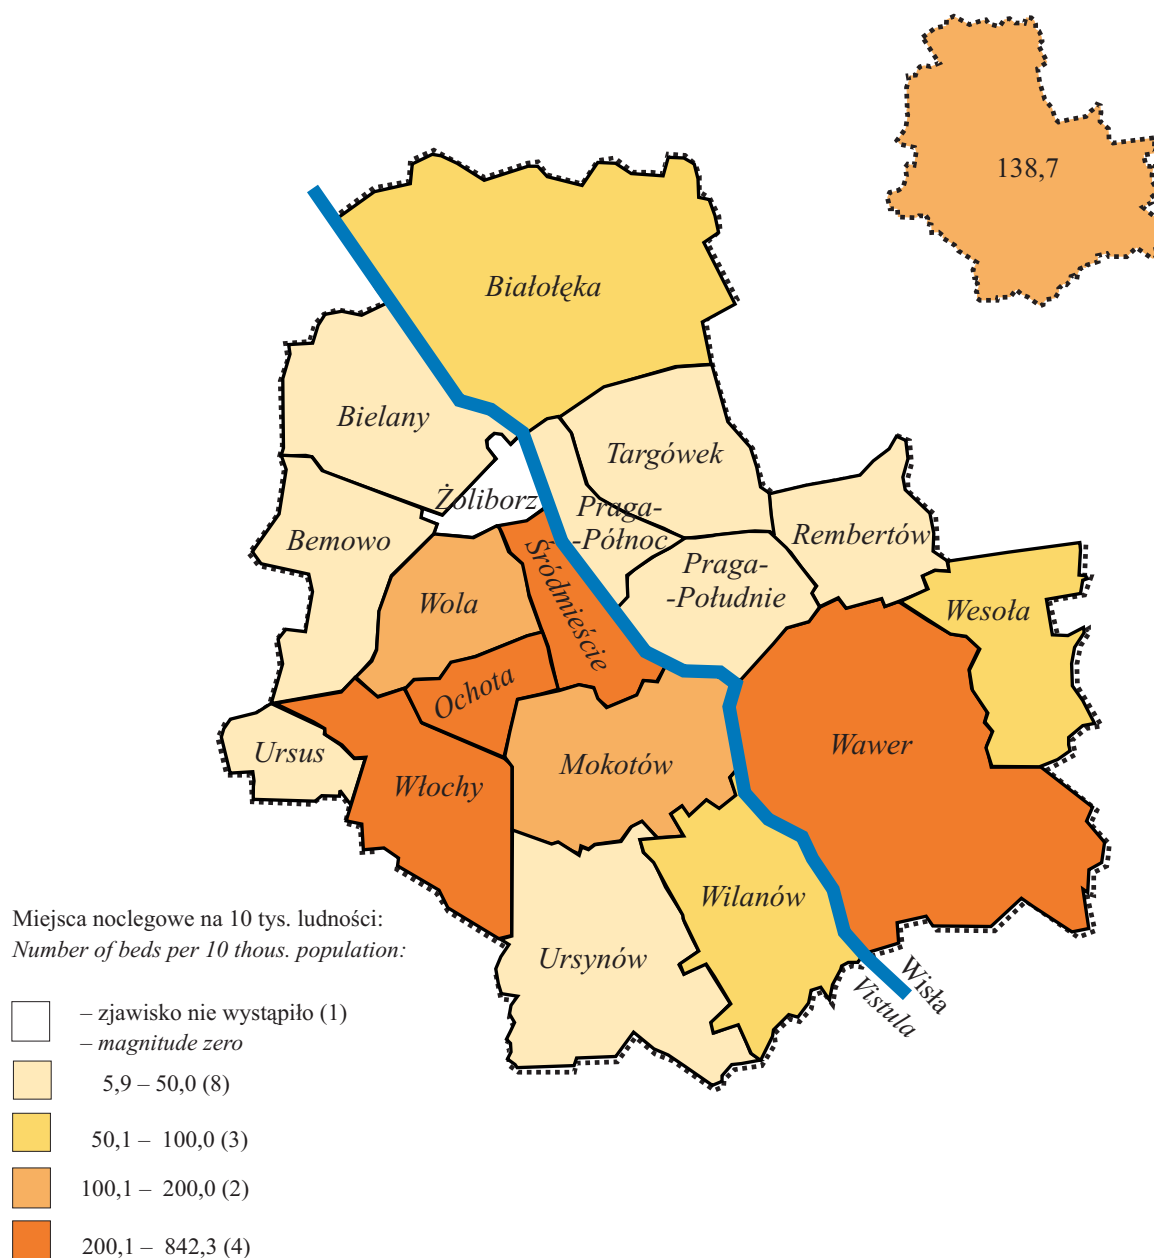 138,7
Białołęka
Bielany
Targówek
Żoliborz
Praga-
-Północ
Rembertów
Bemowo
Śródmieście
Praga-
-Południe
Wola
Wesoła
Ochota
Ursus
Włochy
Mokotów
Wawer
Wilanów
Ursynów
Wisła
Vistula
Miejsca noclegowe na 10 tys. ludności:
Number of beds per 10 thous. population:
– zjawisko nie wystąpiło (1)
– magnitude zero
5,9 – 50,0 (8)
50,1 – 100,0 (3)
100,1 – 200,0 (2)
200,1 – 842,3 (4)